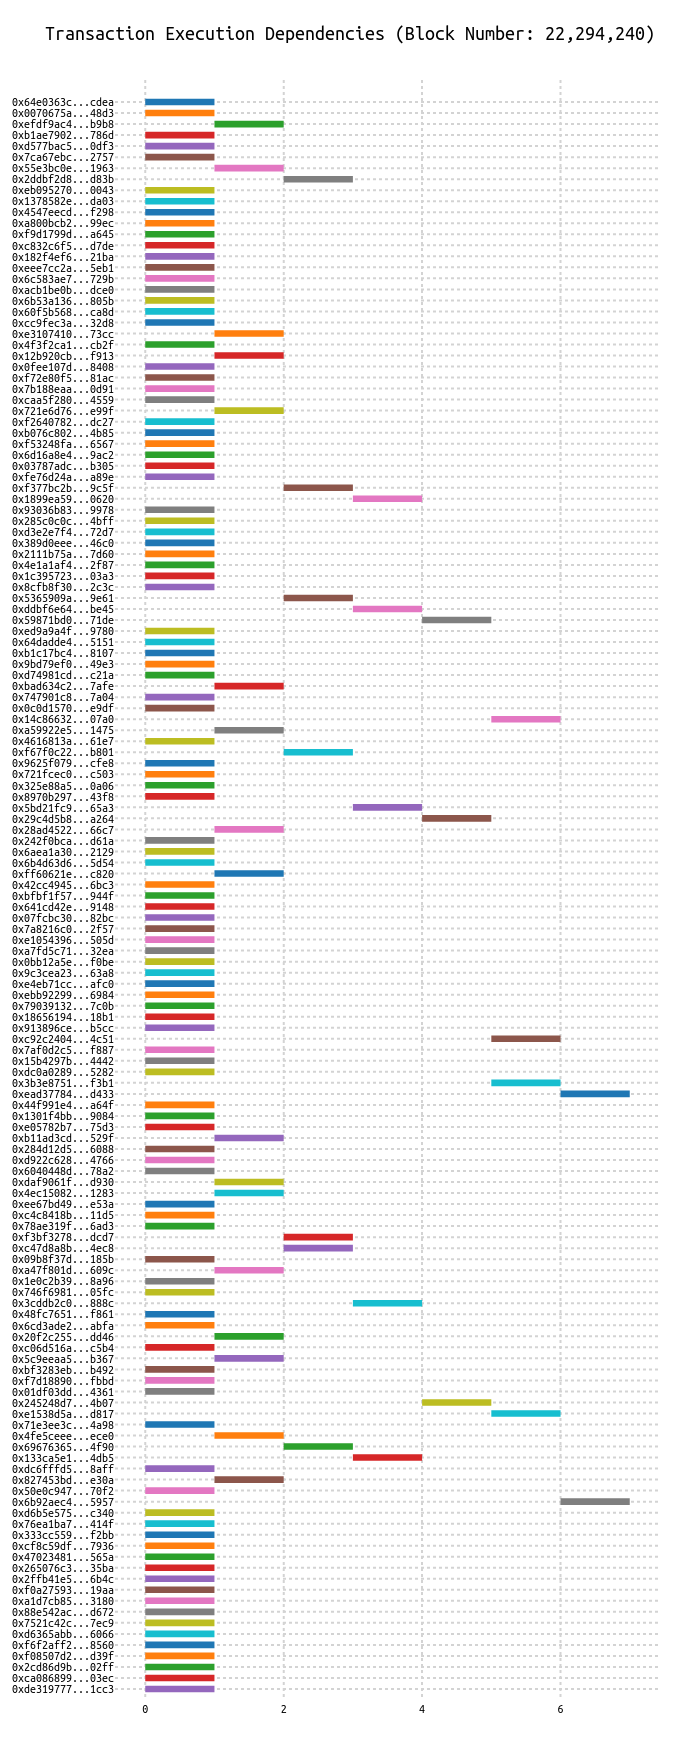 Transaction Execution Dependencies (Block Number: 22,294,240)
0x64e0363c...cdea
0x0070675a...48d3
0xefdf9ac4...b9b8
0xb1ae7902...786d
0xd577bac5...0df3
0x7ca67ebc...2757
0x55e3bc0e...1963
0x2ddbf2d8...d83b
0xeb095270...0043
0x1378582e...da03
0x4547eecd...f298
0xa800bcb2...99ec
0xf9d1799d...a645
0xc832c6f5...d7de
0x182f4ef6...21ba
0xeee7cc2a...5eb1
0x6c583ae7...729b
0xacb1be0b...dce0
0x6b53a136...805b
0x60f5b568...ca8d
0xcc9fec3a...32d8
0xe3107410...73cc
0x4f3f2ca1...cb2f
0x12b920cb...f913
0x0fee107d...8408
0xf72e80f5...81ac
0x7b188eaa...0d91
0xcaa5f280...4559
0x721e6d76...e99f
0xf2640782...dc27
0xb076c802...4b85
0xf53248fa...6567
0x6d16a8e4...9ac2
0x03787adc...b305
0xfe76d24a...a89e
0xf377bc2b...9c5f
0x1899ea59...0620
0x93036b83...9978
0x285c0c0c...4bff
0xd3e2e7f4...72d7
0x389d0eee...46c0
0x2111b75a...7d60
0x4e1a1af4...2f87
0x1c395723...03a3
0x8cfb8f30...2c3c
0x5365909a...9e61
0xddbf6e64...be45
0x59871bd0...71de
0xed9a9a4f...9780
0x64dadde4...5151
0xb1c17bc4...8107
0x9bd79ef0...49e3
0xd74981cd...c21a
0xbad634c2...7afe
0x747901c8...7a04
0x0c0d1570...e9df
0x14c86632...07a0
0xa59922e5...1475
0x4616813a...61e7
0xf67f0c22...b801
0x9625f079...cfe8
0x721fcec0...c503
0x325e88a5...0a06
0x8970b297...43f8
0x5bd21fc9...65a3
0x29c4d5b8...a264
0x28ad4522...66c7
0x242f0bca...d61a
0x6aea1a30...2129
0x6b4d63d6...5d54
0xff60621e...c820
0x42cc4945...6bc3
0xbfbf1f57...944f
0x641cd42e...9148
0x07fcbc30...82bc
0x7a8216c0...2f57
0xe1054396...505d
0xa7fd5c71...32ea
0x0bb12a5e...f0be
0x9c3cea23...63a8
0xe4eb71cc...afc0
0xebb92299...6984
0x79039132...7c0b
0x18656194...18b1
0x913896ce...b5cc
0xc92c2404...4c51
0x7af0d2c5...f887
0x15b4297b...4442
0xdc0a0289...5282
0x3b3e8751...f3b1
0xead37784...d433
0x44f991e4...a64f
0x1301f4bb...9084
0xe05782b7...75d3
0xb11ad3cd...529f
0x284d12d5...6088
0xd922c628...4766
0x6040448d...78a2
0xdaf9061f...d930
0x4ec15082...1283
0xee67bd49...e53a
0xc4c8418b...11d5
0x78ae319f...6ad3
0xf3bf3278...dcd7
0xc47d8a8b...4ec8
0x09b8f37d...185b
0xa47f801d...609c
0x1e0c2b39...8a96
0x746f6981...05fc
0x3cddb2c0...888c
0x48fc7651...f861
0x6cd3ade2...abfa
0x20f2c255...dd46
0xc06d516a...c5b4
0x5c9eeaa5...b367
0xbf3283eb...b492
0xf7d18890...fbbd
0x01df03dd...4361
0x245248d7...4b07
0xe1538d5a...d817
0x71e3ee3c...4a98
0x4fe5ceee...ece0
0x69676365...4f90
0x133ca5e1...4db5
0xdc6fffd5...8aff
0x827453bd...e30a
0x50e0c947...70f2
0x6b92aec4...5957
0xd6b5e575...c340
0x76ea1ba7...414f
0x333cc559...f2bb
0xcf8c59df...7936
0x47023481...565a
0x265076c3...35ba
0x2ffb41e5...6b4c
0xf0a27593...19aa
0xa1d7cb85...3180
0x88e542ac...d672
0x7521c42c...7ec9
0xd6365abb...6066
0xf6f2aff2...8560
0xf08507d2...d39f
0x2cd86d9b...02ff
0xca086899...03ec
0xde319777...1cc3
0 2 4 6